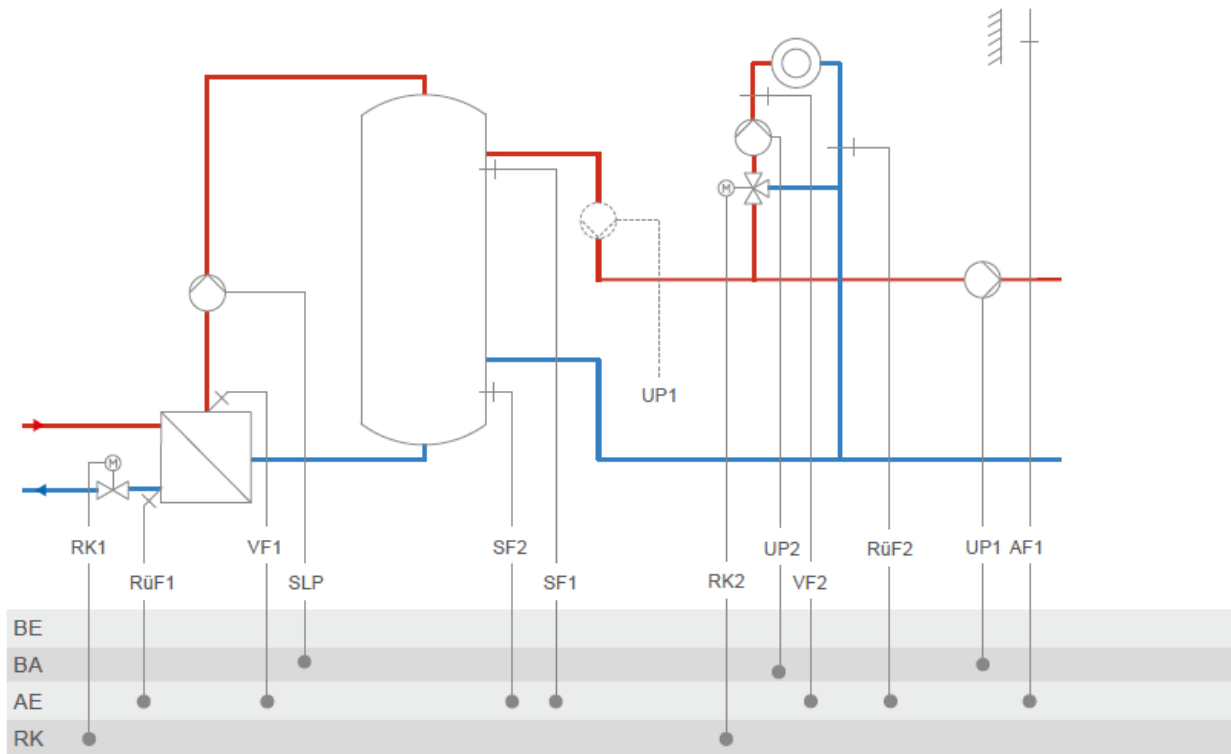 M
UP1
M
RK1
VF1
SF2
UP2
RüF2
UP1 AF1
RüF1
SLP
SF1
RK2
VF2
BE
BA
AE
RK